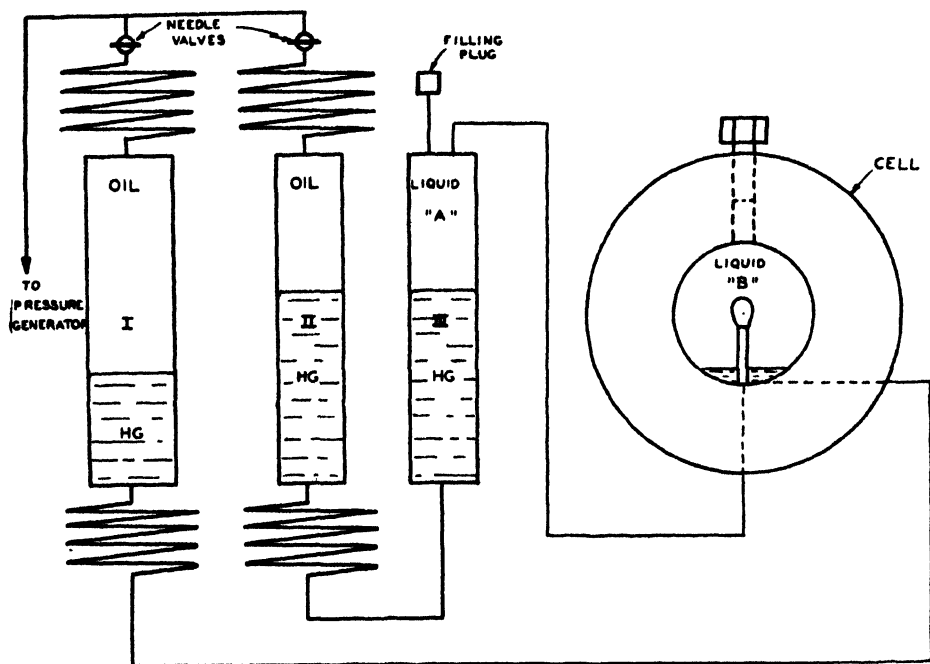 NEEDLE
VALVES
FILLING
PLUG
CELL
OIL
OIL
LIQUID
"A"
LIQUID
"B"
TO
PRESSURE
GENERATOR
I
II
III
HG
HG
HG